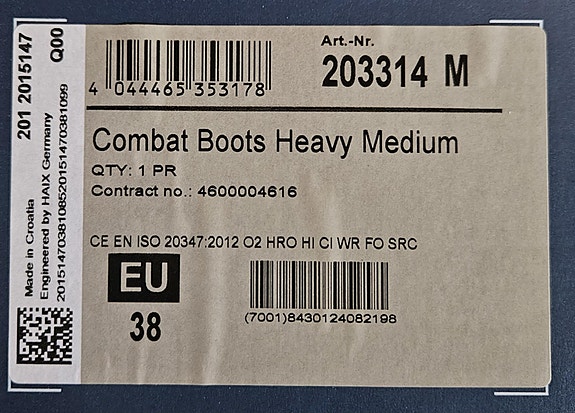 201 2015147 Q00
Made in Croatia
Engineered by HAIX Germany
2015147038108520151470381099
4 044465 353178
Art.-Nr.
203314 M
Combat Boots Heavy Medium
QTY: 1 PR
Contract no.: 4600004616
CE EN ISO 20347:2012 O2 HRO HI CI WR FO SRC
EU
38
(7001)8430124082198